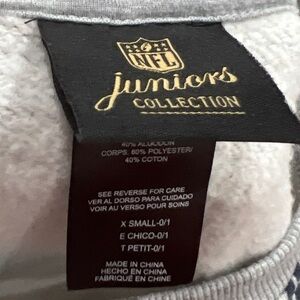 NFL
juniors
COLLECTION
40% ALGODON
CORPS: 60% POLYESTER/
40% COTON
SEE REVERSE FOR CARE
VER AL DORSO PARA CUIDADO
VOIR AU VERSO POUR SOINS
X SMALL-0/1
E CHICO-0/1
T PETIT-0/1
MADE IN CHINA
HECHO EN CHINA
FABRIQUÉ EN CHINE